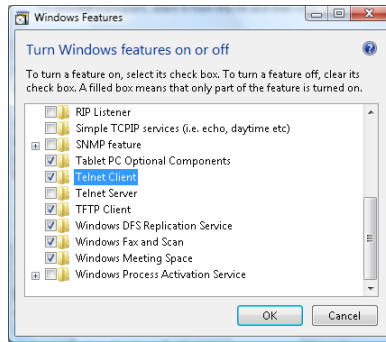 Windows Features
Turn Windows features on or off
To turn a feature on, select its check box. To turn a feature off, clear its
check box. A filled box means that only part of the feature is turned on.
RIP Listener
Simple TCPIP services (i.e. echo, daytime etc)
SNMP feature
Tablet PC Optional Components
Telnet Client
Telnet Server
TFTP Client
Windows DFS Replication Service
Windows Fax and Scan
Windows Meeting Space
Windows Process Activation Service
OK Cancel